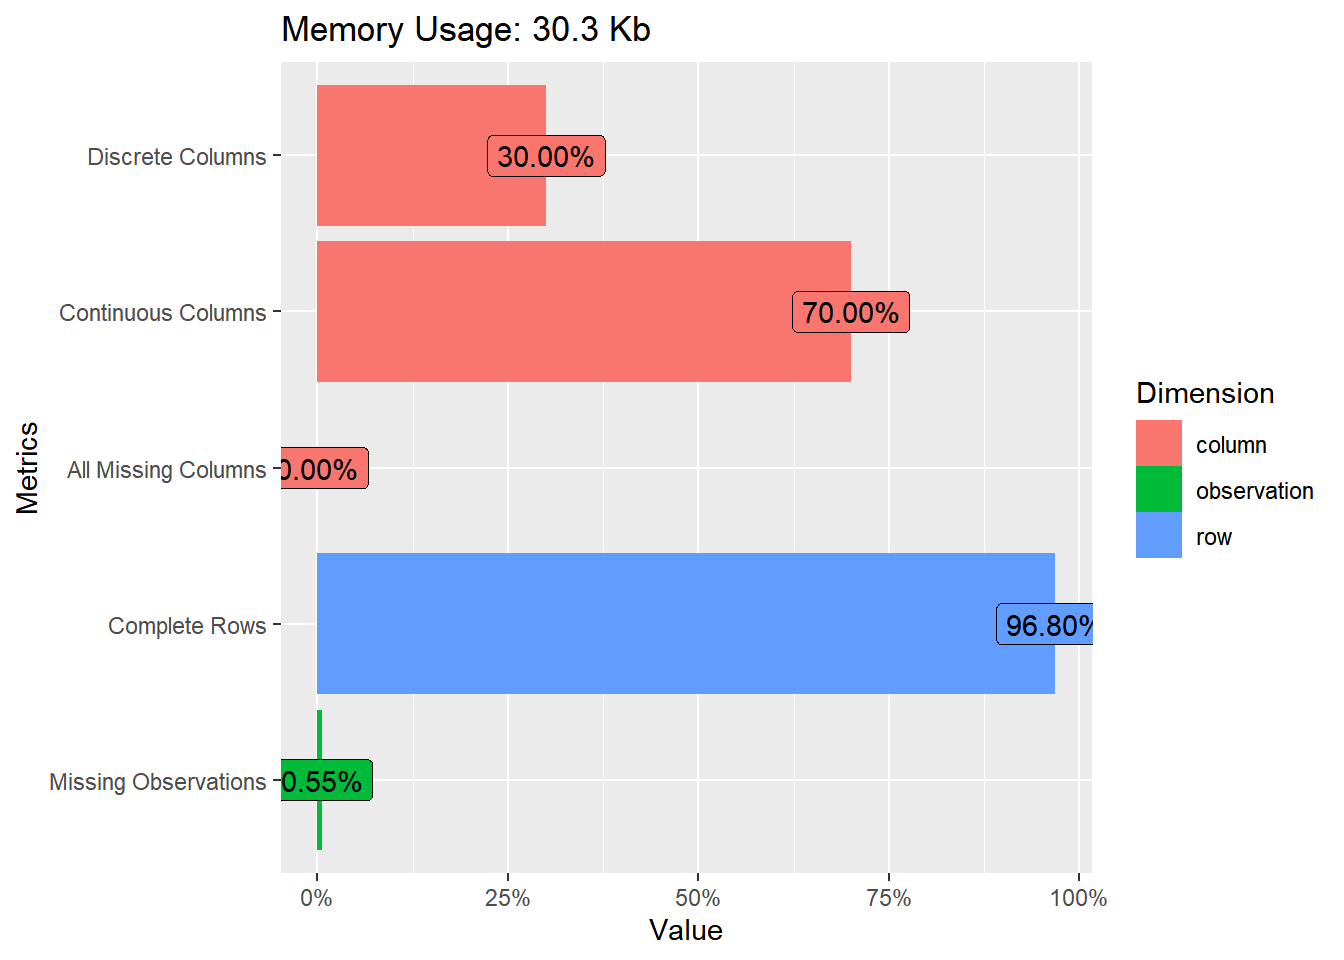 Memory Usage: 30.3 Kb
Discrete Columns
30.00%
Continuous Columns
70.00%
All Missing Columns
0.00%
Complete Rows
96.80%
Missing Observations
0.55%
0%
25%
50%
75%
100%
Value
Metrics
Dimension
column
observation
row